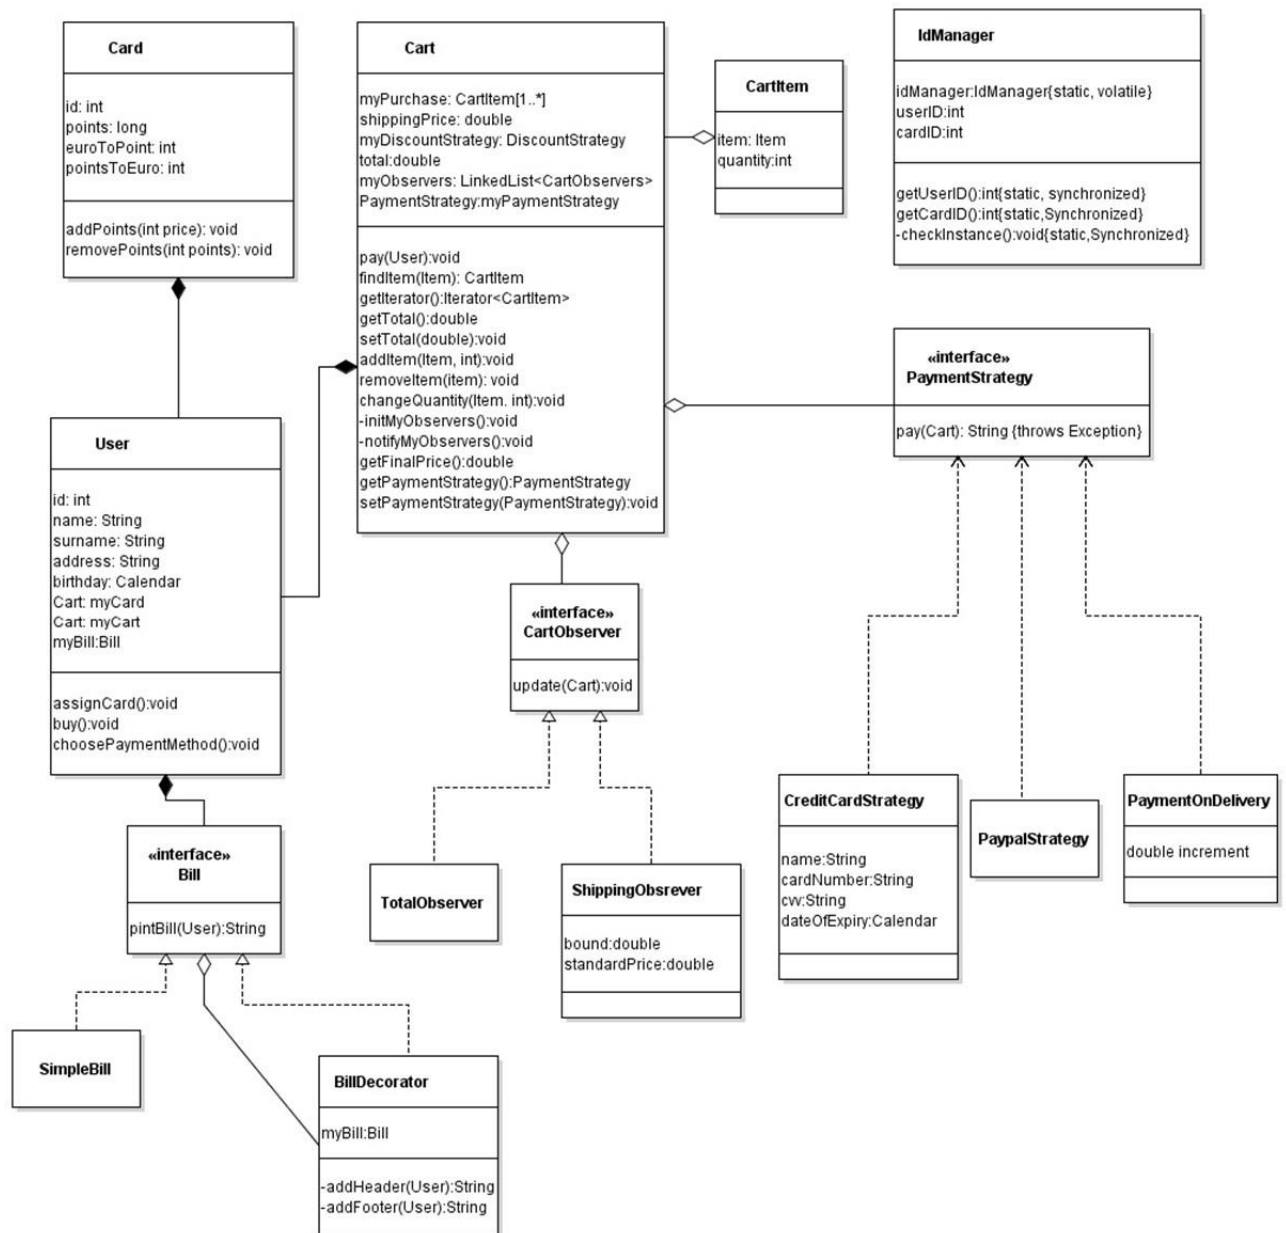 Card
id: int
points: long
euroToPoint: int
pointsToEuro: int
addPoints(int price): void
removePoints(int points): void
Cart
myPurchase: CartItem[1..*]
shippingPrice: double
myDiscountStrategy: DiscountStrategy
total:double
myObservers: LinkedList<CartObservers>
PaymentStrategy:myPaymentStrategy
pay(User):void
findItem(Item): CartItem
getIterator():Iterator<CartItem>
getTotal():double
setTotal(double):void
addItem(Item, int):void
removeItem(item): void
changeQuantity(Item. int):void
-initMyObservers():void
-notifyMyObservers():void
getFinalPrice():double
getPaymentStrategy():PaymentStrategy
setPaymentStrategy(PaymentStrategy):void
CartItem
item: Item
quantity:int
IdManager
idManager:IdManager{static, volatile}
userID:int
cardID:int
getUserID():int{static, synchronized}
getCardID():int{static,Synchronized}
-checkInstance():void{static,Synchronized}
«interface»
PaymentStrategy
pay(Cart): String {throws Exception}
User
id: int
name: String
surname: String
address: String
birthday: Calendar
Cart: myCard
Cart: myCart
myBill:Bill
assignCard():void
buy():void
choosePaymentMethod():void
«interface»
CartObserver
update(Cart):void
«interface»
Bill
pintBill(User):String
TotalObserver
ShippingObsrever
bound:double
standardPrice:double
CreditCardStrategy
name:String
cardNumber:String
cvv:String
dateOfExpiry:Calendar
PaypalStrategy
PaymentOnDelivery
double increment
SimpleBill
BillDecorator
myBill:Bill
-addHeader(User):String
-addFooter(User):String